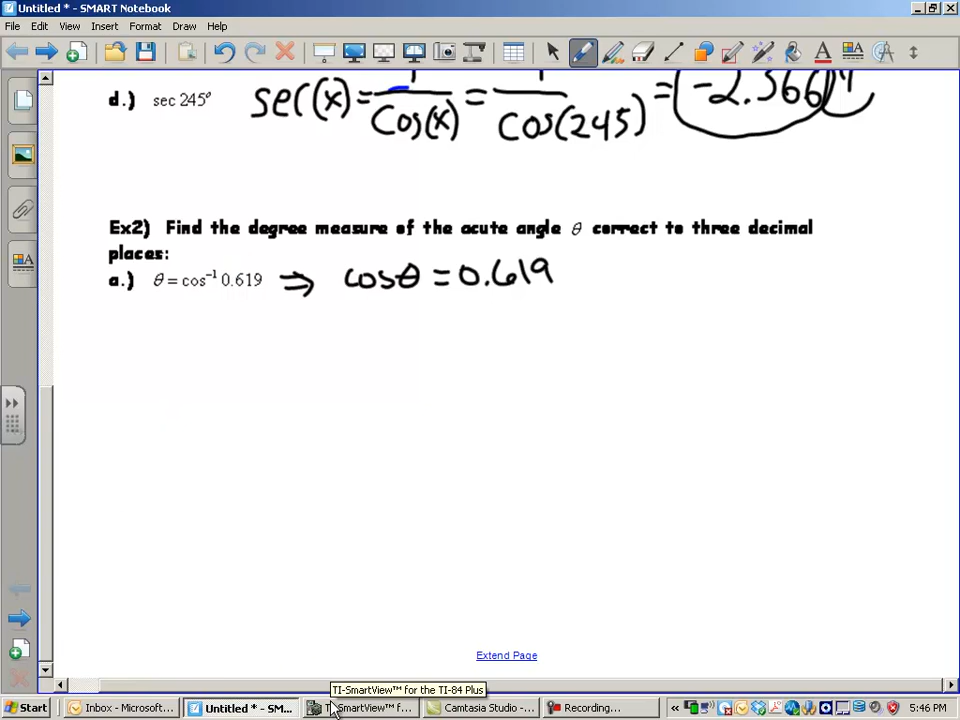 Untitled * - SMART Notebook
File Edit View Insert Format Draw Help
d.) sec 245° sec(x) = 1/cos(x) = 1/cos(245) = -2.3662
Ex2) Find the degree measure of the acute angle θ correct to three decimal
places:
a.) θ = cos⁻¹ 0.619 ⇒ cosθ = 0.619
Extend Page
TI-SmartView™ for the TI-84 Plus
Start Inbox - Microsoft... Untitled * - SM... TI-SmartView™ f... Camtasia Studio -... Recording... « 5:46 PM